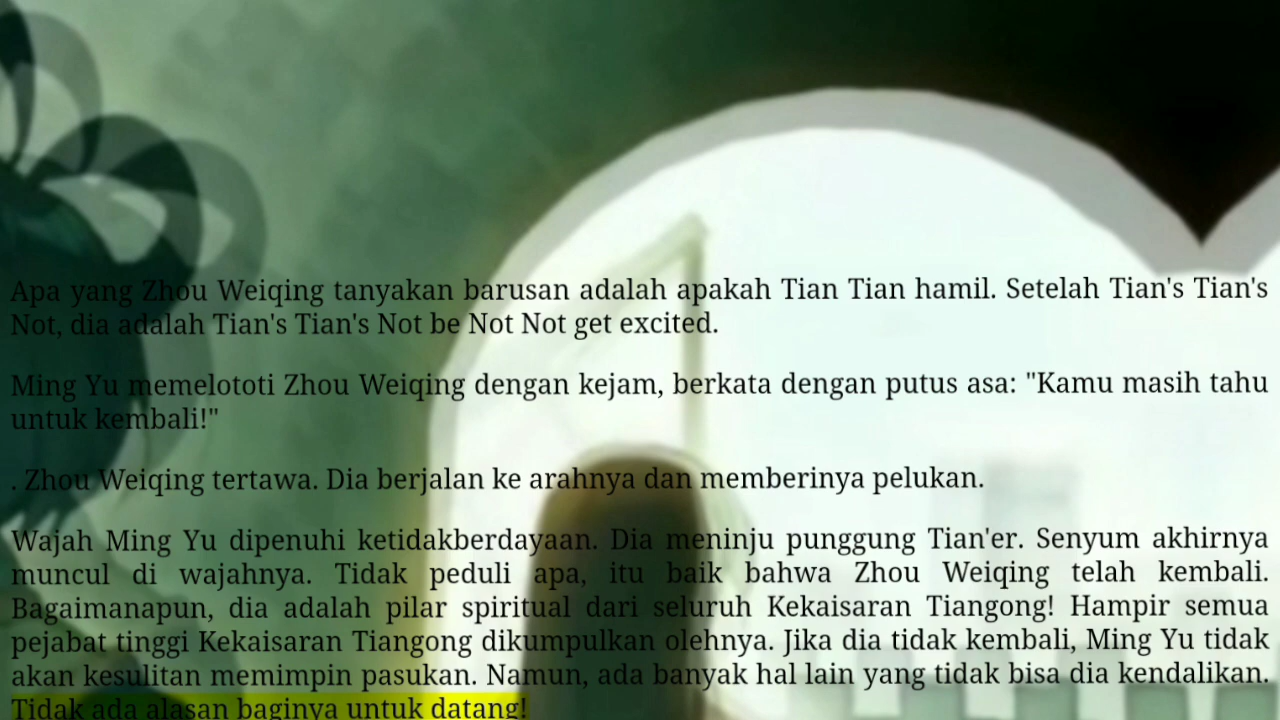 Apa yang Zhou Weiqing tanyakan barusan adalah apakah Tian Tian hamil. Setelah Tian's Tian's
Not, dia adalah Tian's Tian's Not be Not Not get excited.
Ming Yu memelototi Zhou Weiqing dengan kejam, berkata dengan putus asa: "Kamu masih tahu
untuk kembali!"
. Zhou Weiqing tertawa. Dia berjalan ke arahnya dan memberinya pelukan.
Wajah Ming Yu dipenuhi ketidakberdayaan. Dia meninju punggung Tian'er. Senyum akhirnya
muncul di wajahnya. Tidak peduli apa, itu baik bahwa Zhou Weiqing telah kembali.
Bagaimanapun, dia adalah pilar spiritual dari seluruh Kekaisaran Tiangong! Hampir semua
pejabat tinggi Kekaisaran Tiangong dikumpulkan olehnya. Jika dia tidak kembali, Ming Yu tidak
akan kesulitan memimpin pasukan. Namun, ada banyak hal lain yang tidak bisa dia kendalikan.
Tidak ada alasan baginya untuk datang!